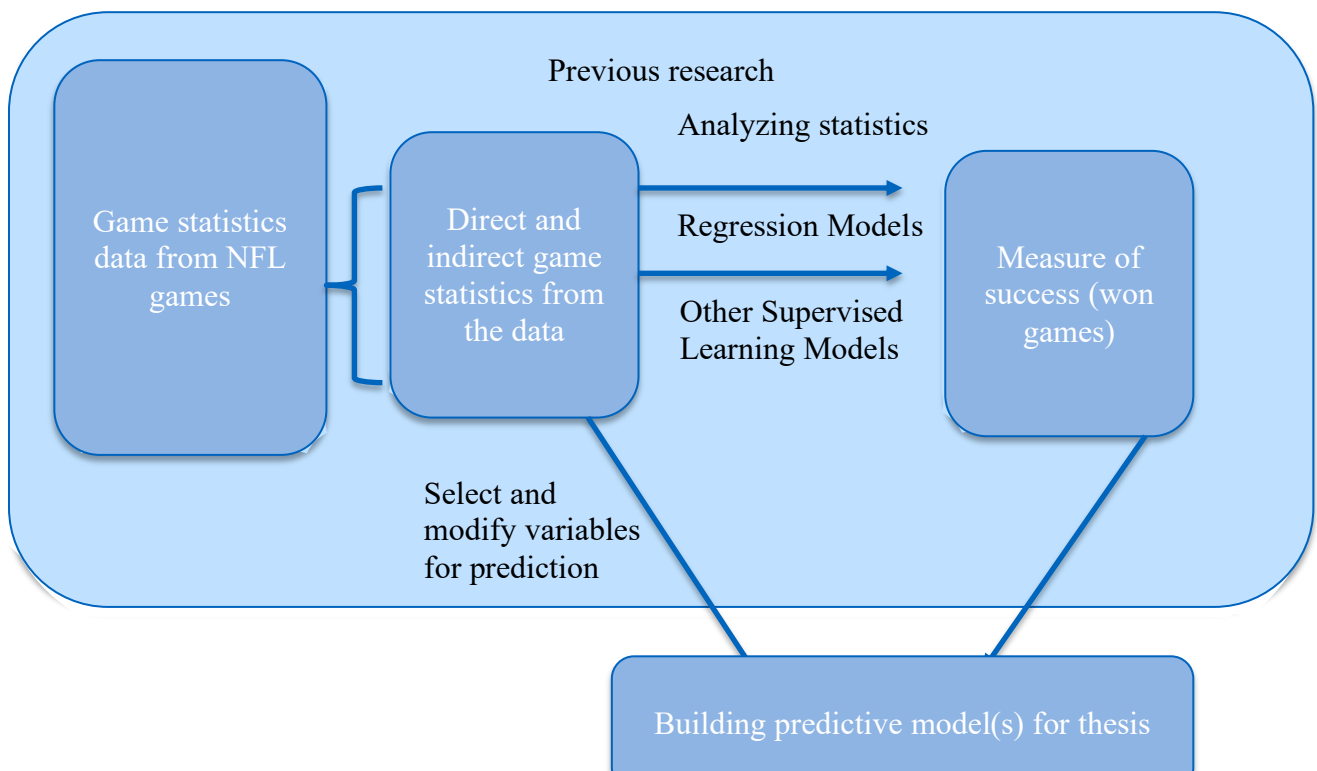 Previous research
Analyzing statistics
Game statistics
data from NFL
games
Direct and
indirect game
statistics from
the data
Regression Models
Other Supervised
Learning Models
Measure of
success (won
games)
Select and
modify variables
for prediction
Building predictive model(s) for thesis